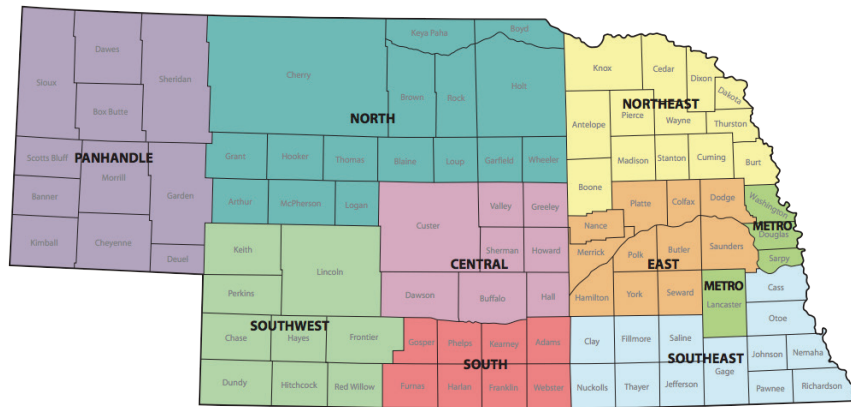 Keya Paha
Boyd
Dawes
Sheridan
Sioux
Cherry
Knox
Cedar
Dixon
Dakota
Brown
Rock
Holt
Box Butte
NORTH
NORTHEAST
Antelope
Pierce
Wayne
Thurston
Scotts Bluff
PANHANDLE
Morrill
Grant
Hooker
Thomas
Blaine
Loup
Garfield
Wheeler
Madison
Stanton
Cuming
Burt
Banner
Garden
Arthur
McPherson
Logan
Custer
Valley
Greeley
Boone
Platte
Colfax
Dodge
Washington
METRO
Nance
Douglas
Kimball
Cheyenne
Deuel
Keith
Lincoln
Sherman
Howard
CENTRAL
Merrick
Polk
Butler
Saunders
EAST
Sarpy
Perkins
Dawson
Buffalo
Hall
Hamilton
York
Seward
METRO
Lancaster
Cass
Otoe
SOUTHWEST
Chase
Hayes
Frontier
Gosper
Phelps
Kearney
Adams
Clay
Fillmore
Saline
SOUTH
SOUTHEAST
Gage
Johnson
Nemaha
Dundy
Hitchcock
Red Willow
Furnas
Harlan
Franklin
Webster
Nuckolls
Thayer
Jefferson
Pawnee
Richardson